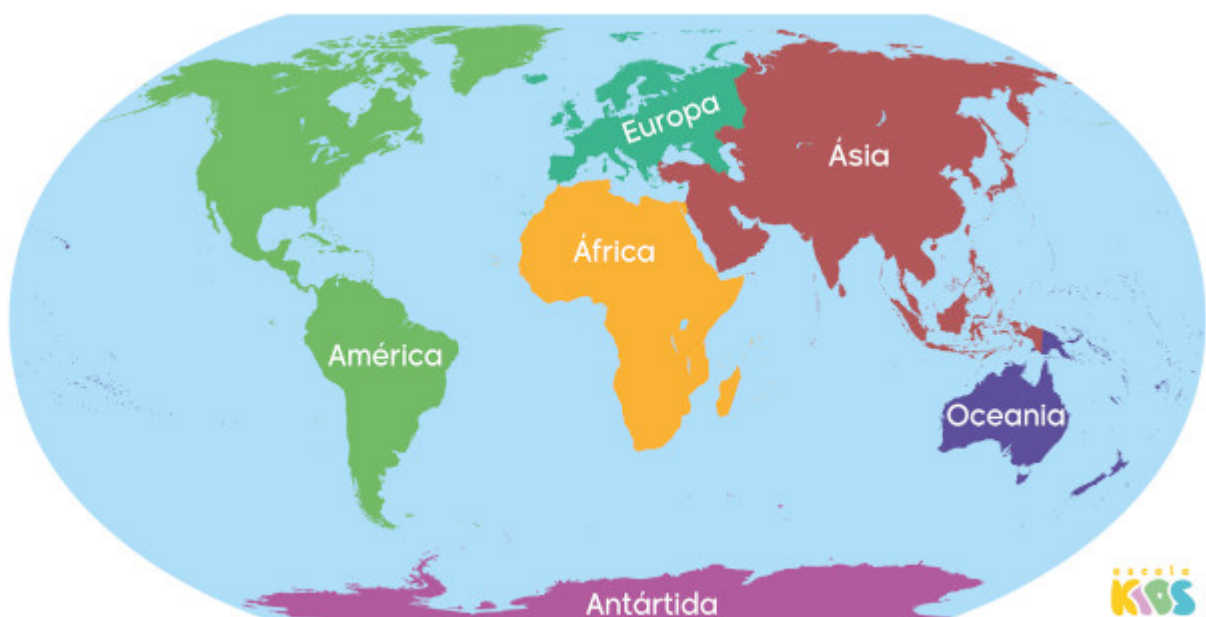 Europa
Ásia
África
América
Oceania
Antártida
escola
KIDS